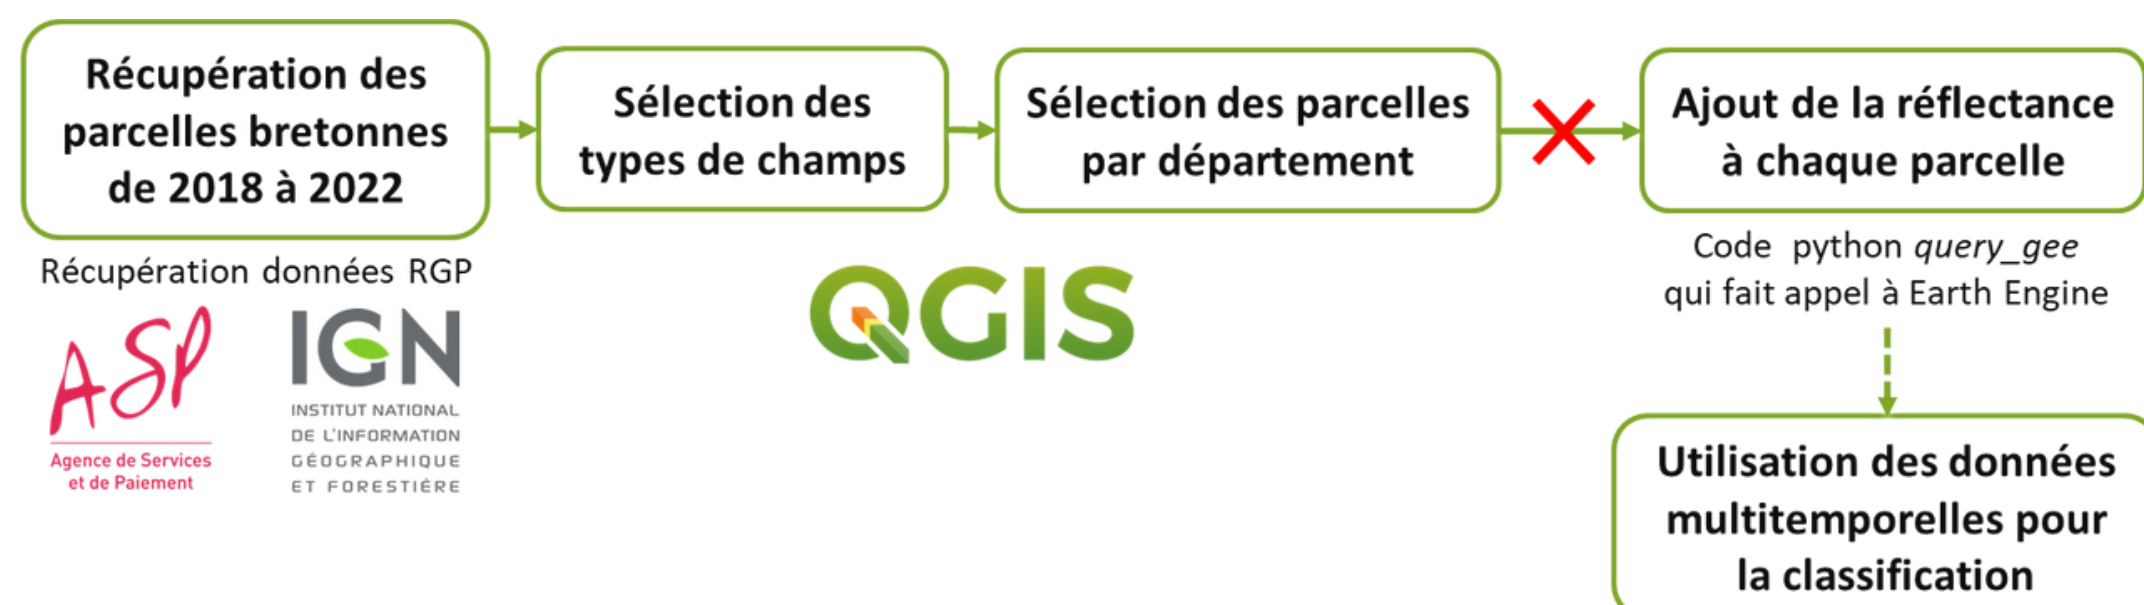 Récupération des
parcelles bretonnes
de 2018 à 2022
Récupération données RGP
ASP
Agence de Services
et de Paiement
IGN
INSTITUT NATIONAL
DE L'INFORMATION
GÉOGRAPHIQUE
ET FORESTIÈRE
Sélection des
types de champs
QGIS
Sélection des parcelles
par département
Ajout de la réflectance
à chaque parcelle
Code python query_gee
qui fait appel à Earth Engine
Utilisation des données
multitemporelles pour
la classification